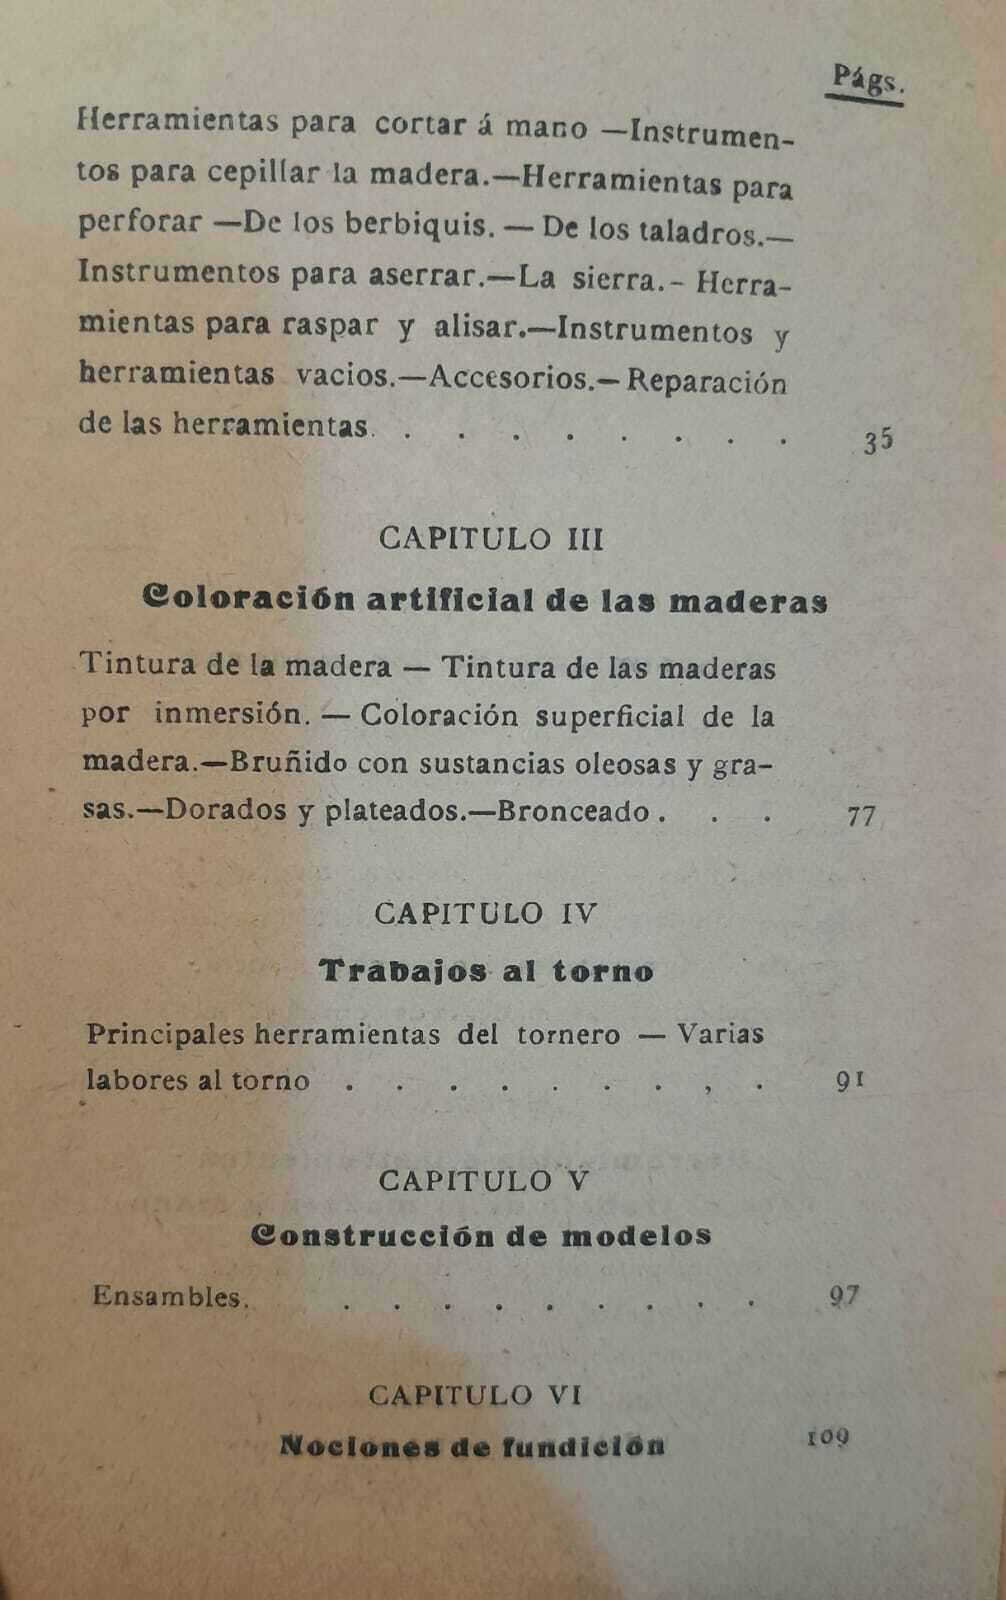 Págs.
Herramientas para cortar á mano —Instrumen-
tos para cepillar la madera.—Herramientas para
perforar —De los berbiquis. — De los taladros.—
Instrumentos para aserrar.—La sierra.- Herra-
mientas para raspar y alisar.—Instrumentos y
herramientas vacios.—Accesorios.— Reparación
de las herramientas. . . . . . . . . 35
CAPITULO III
Coloración artificial de las maderas
Tintura de la madera — Tintura de las maderas
por inmersión. — Coloración superficial de la
madera.—Bruñido con sustancias oleosas y gra-
sas.—Dorados y plateados.—Bronceado . . . 77
CAPITULO IV
Trabajos al torno
Principales herramientas del tornero — Varias
labores al torno . . . . . . . , . 91
CAPITULO V
Construcción de modelos
Ensambles. . . . . . . . . . 97
CAPITULO VI
Nociones de fundición 109